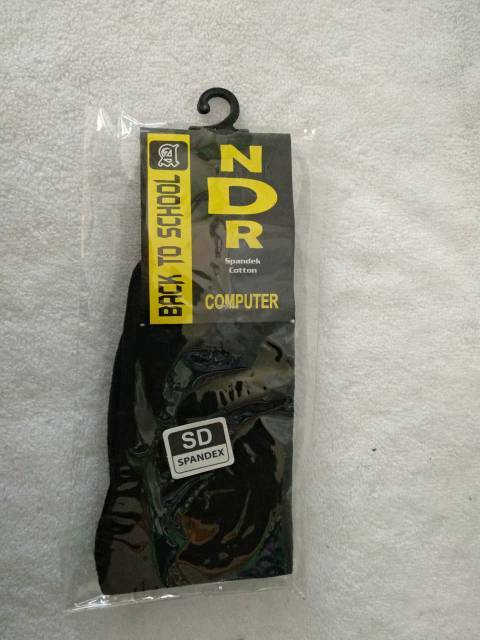 BACK TO SCHOOL
N
D
R
Spandek
Cotton
COMPUTER
SD
SPANDEX